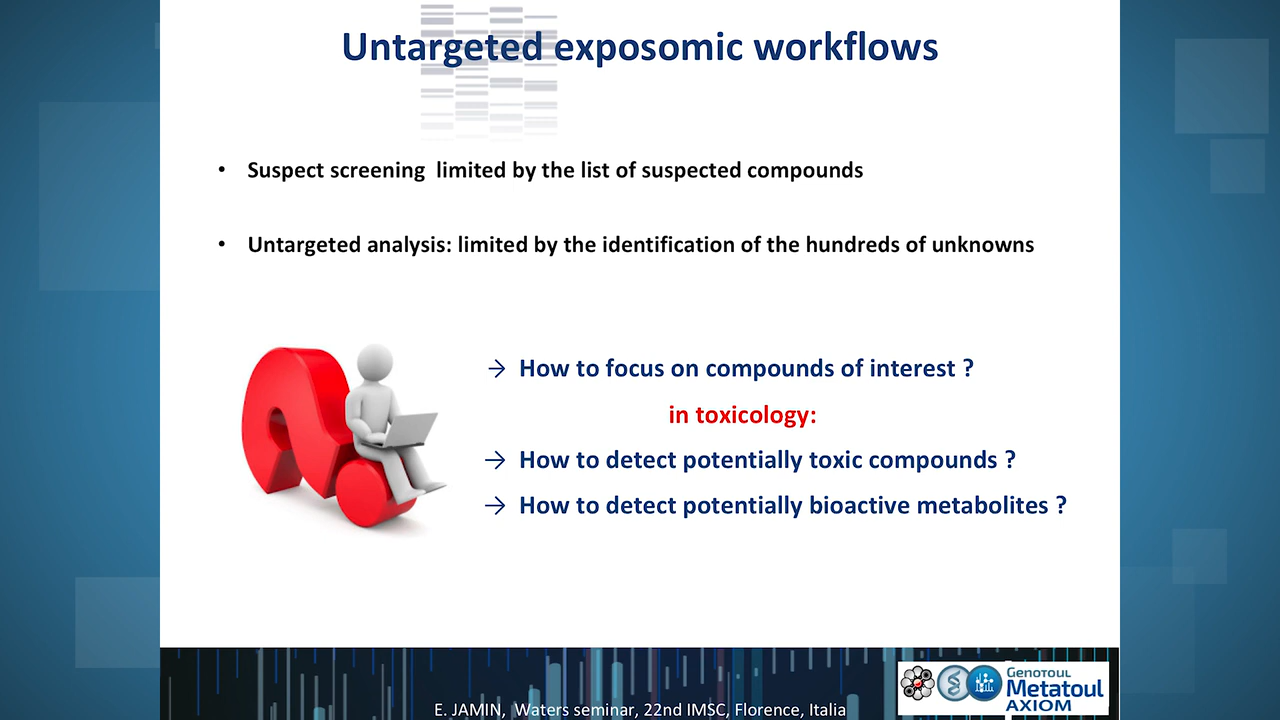 Untargeted exposomic workflows
• Suspect screening  limited by the list of suspected compounds
• Untargeted analysis: limited by the identification of the hundreds of unknowns
→ How to focus on compounds of interest ?
in toxicology:
→ How to detect potentially toxic compounds ?
→ How to detect potentially bioactive metabolites ?
E. JAMIN,  Waters seminar, 22nd IMSC, Florence, Italia
GENOTOUL
Metatoul
AXIOM